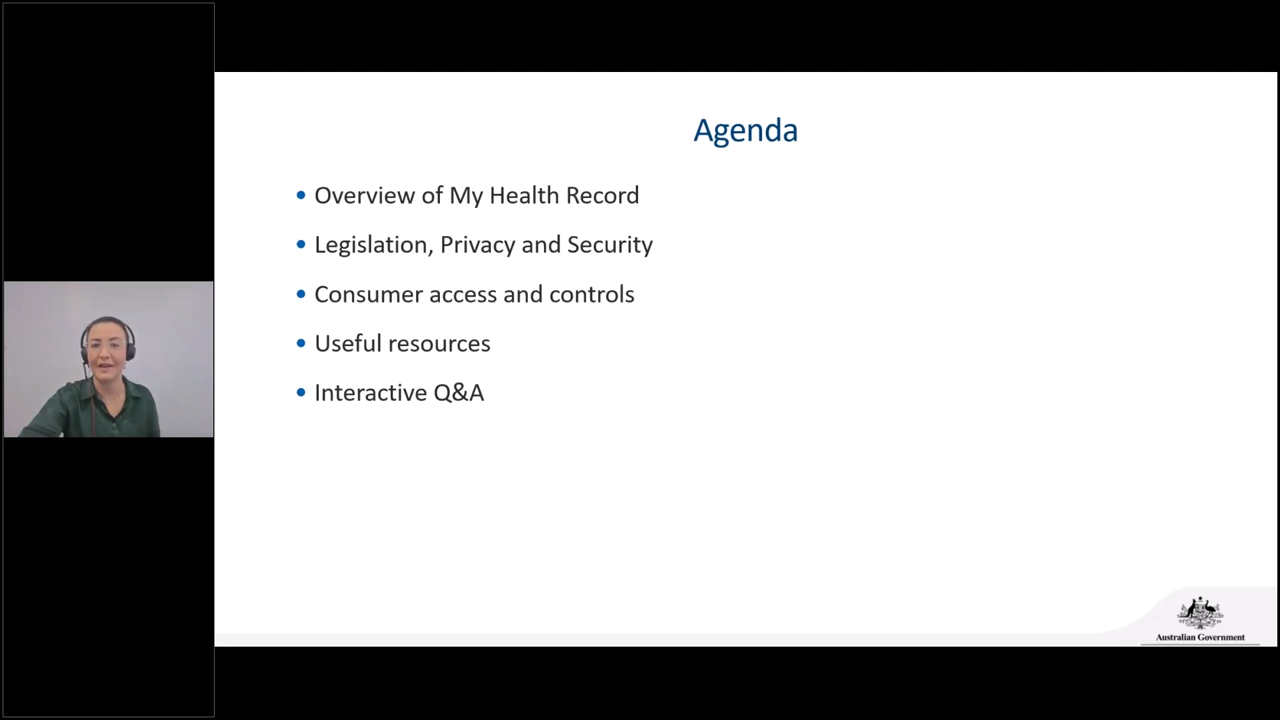 Agenda
• Overview of My Health Record
• Legislation, Privacy and Security
• Consumer access and controls
• Useful resources
• Interactive Q&A
Australian Government